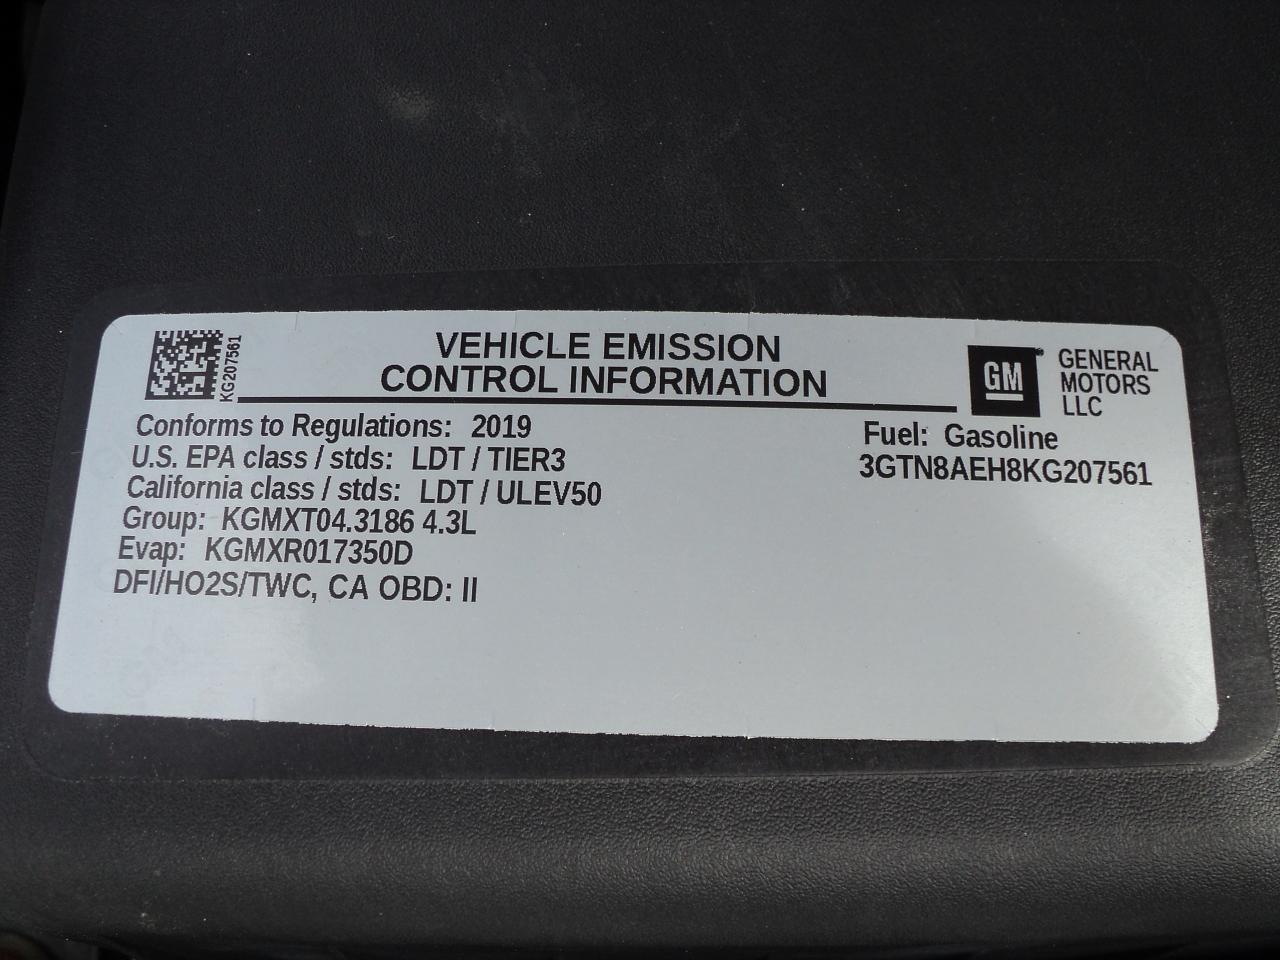 KG207561
VEHICLE EMISSION
CONTROL INFORMATION
GM
GENERAL
MOTORS
LLC
Conforms to Regulations: 2019
U.S. EPA class / stds: LDT / TIER3
California class / stds: LDT / ULEV50
Group: KGMXT04.3186 4.3L
Evap: KGMXR017350D
DFI/HO2S/TWC, CA OBD: II
Fuel: Gasoline
3GTN8AEH8KG207561